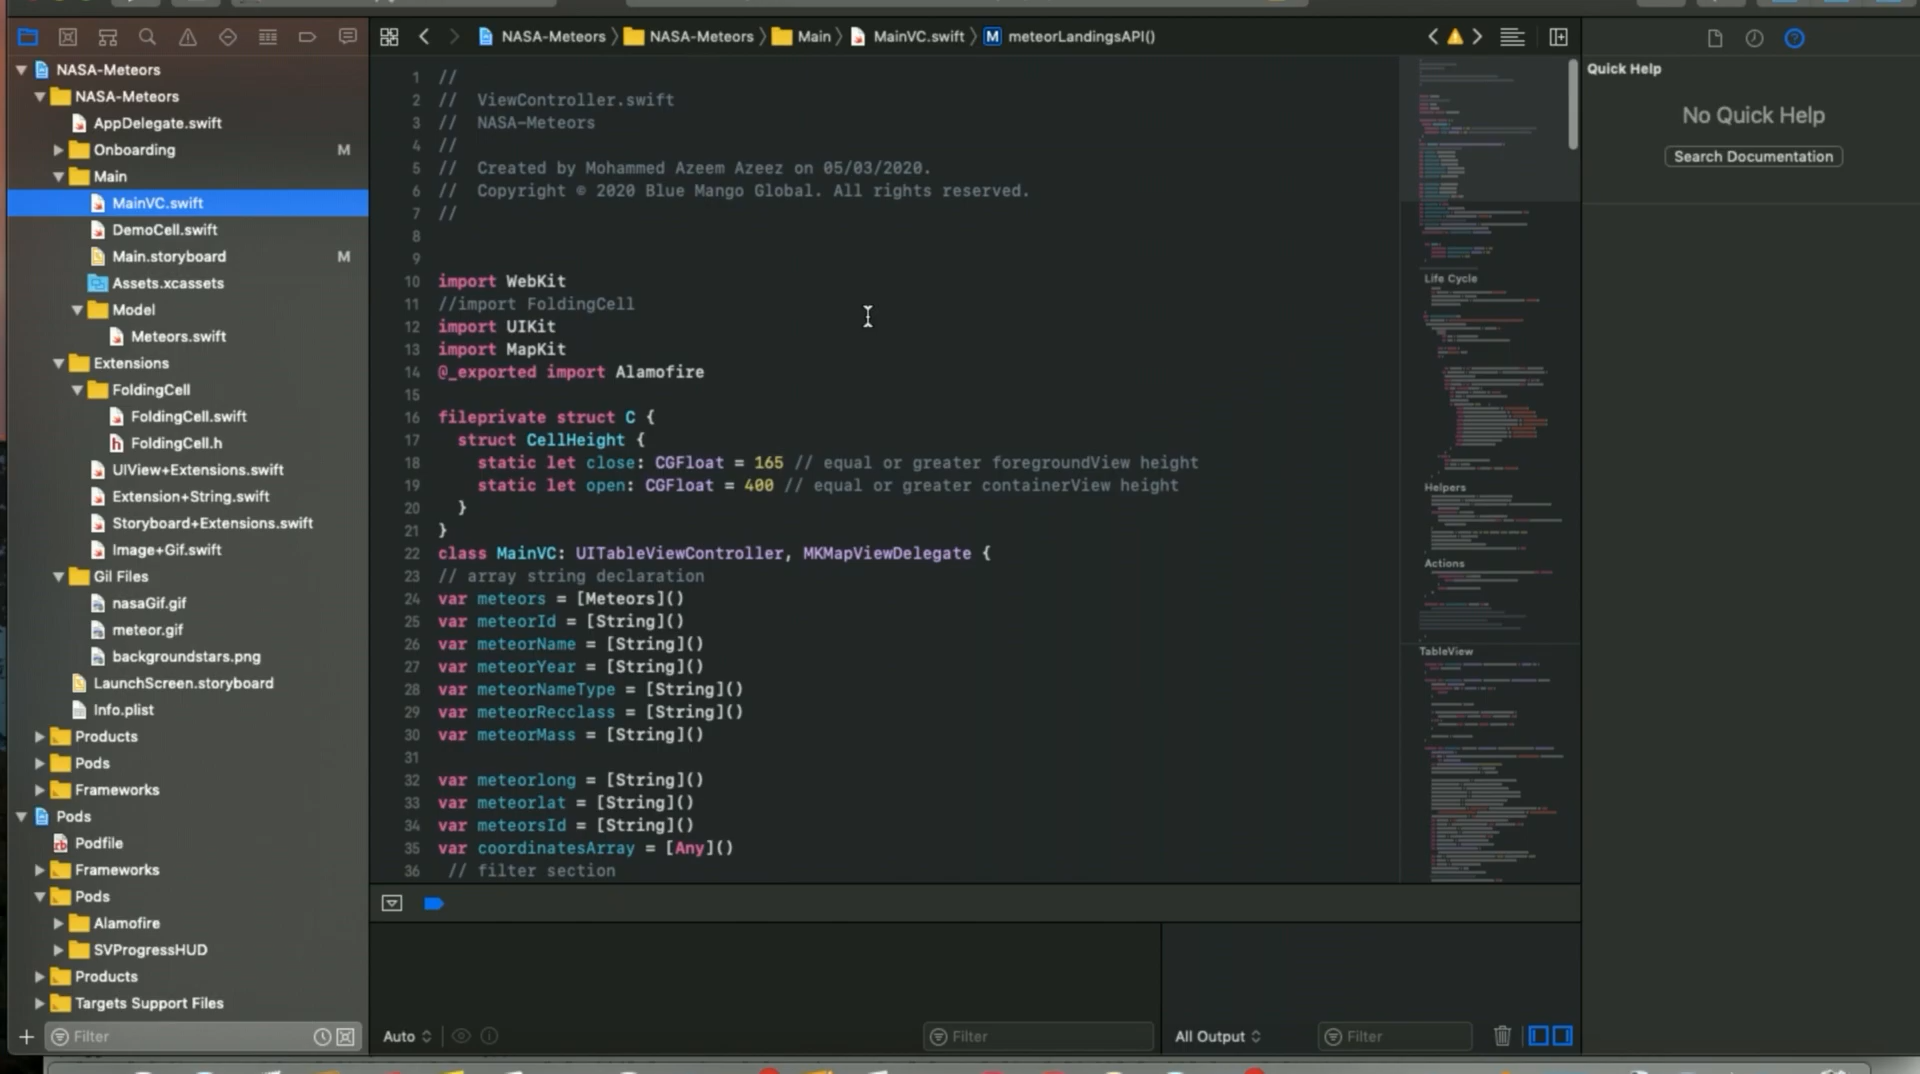 NASA-Meteors
NASA-Meteors
AppDelegate.swift
Onboarding M
Main
MainVC.swift
DemoCell.swift
Main.storyboard M
Assets.xcassets
Model
Meteors.swift
Extensions
FoldingCell
FoldingCell.swift
FoldingCell.h
UIView+Extensions.swift
Extension+String.swift
Storyboard+Extensions.swift
Image+Gif.swift
Gil Files
nasaGif.gif
meteor.gif
backgroundstars.png
LaunchScreen.storyboard
Info.plist
Products
Pods
Frameworks
Pods
Podfile
Frameworks
Pods
Alamofire
SVProgressHUD
Products
Targets Support Files
Filter
NASA-Meteors NASA-Meteors Main MainVC.swift M meteorLandingsAPI()
1 //
2 //  ViewController.swift
3 //  NASA-Meteors
4 //
5 //  Created by Mohammed Azeem Azeez on 05/03/2020.
6 //  Copyright © 2020 Blue Mango Global. All rights reserved.
7 //
8
9
10 import WebKit
11 //import FoldingCell
12 import UIKit
13 import MapKit
14 @_exported import Alamofire
15
16 fileprivate struct C {
17   struct CellHeight {
18     static let close: CGFloat = 165 // equal or greater foregroundView height
19     static let open: CGFloat = 400 // equal or greater containerView height
20   }
21 }
22 class MainVC: UITableViewController, MKMapViewDelegate {
23 // array string declaration
24 var meteors = [Meteors]()
25 var meteorId = [String]()
26 var meteorName = [String]()
27 var meteorYear = [String]()
28 var meteorNameType = [String]()
29 var meteorRecclass = [String]()
30 var meteorMass = [String]()
31
32 var meteorlong = [String]()
33 var meteorlat = [String]()
34 var meteorsId = [String]()
35 var coordinatesArray = [Any]()
36  // filter section
Life Cycle
Helpers
Actions
TableView
Auto
Filter
All Output
Filter
Quick Help
No Quick Help
Search Documentation